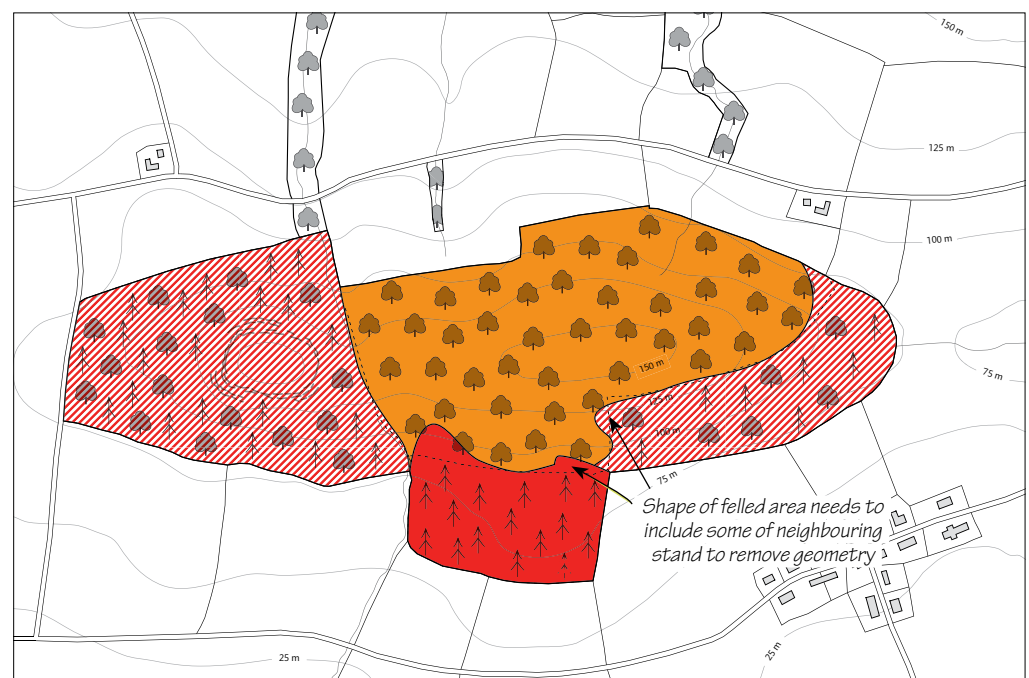 150 m
125 m
100 m
150 m
75 m
125 m
100 m
75 m
Shape of felled area needs to
include some of neighbouring
stand to remove geometry
25 m
25 m